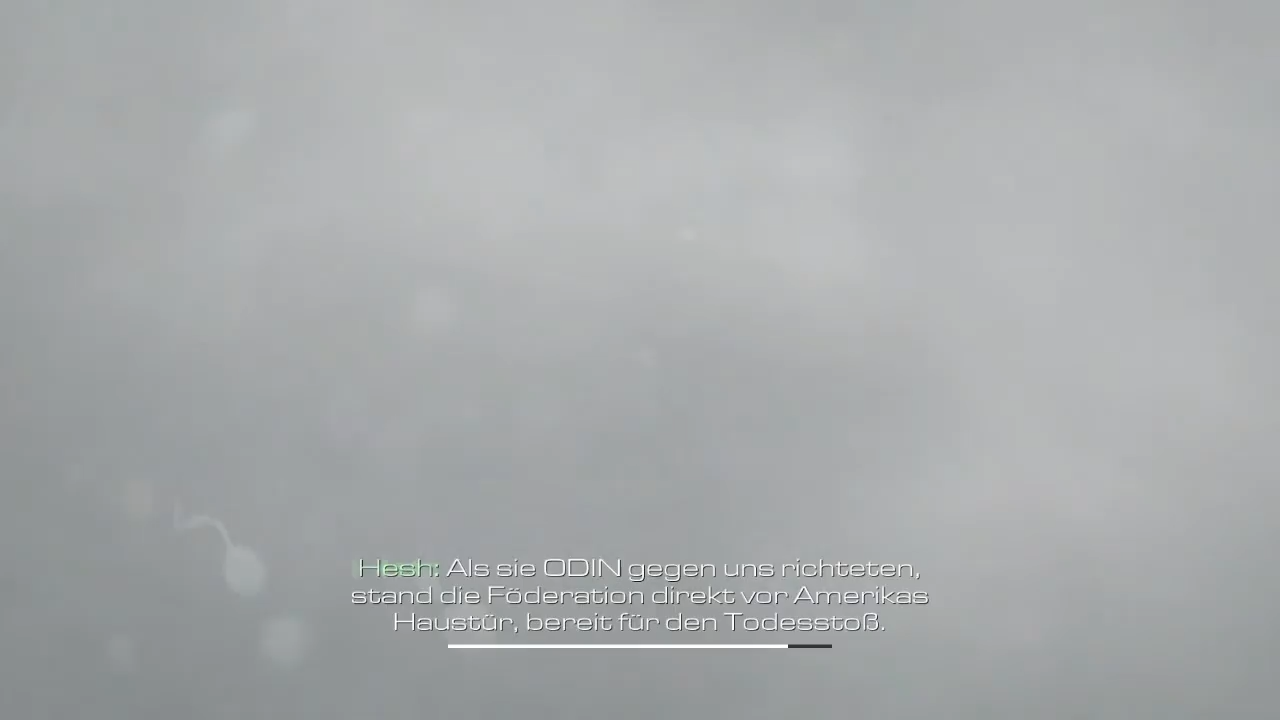 Hesh: Als sie ODIN gegen uns richteten,
stand die Föderation direkt vor Amerikas
Haustür, bereit für den Todesstoß.